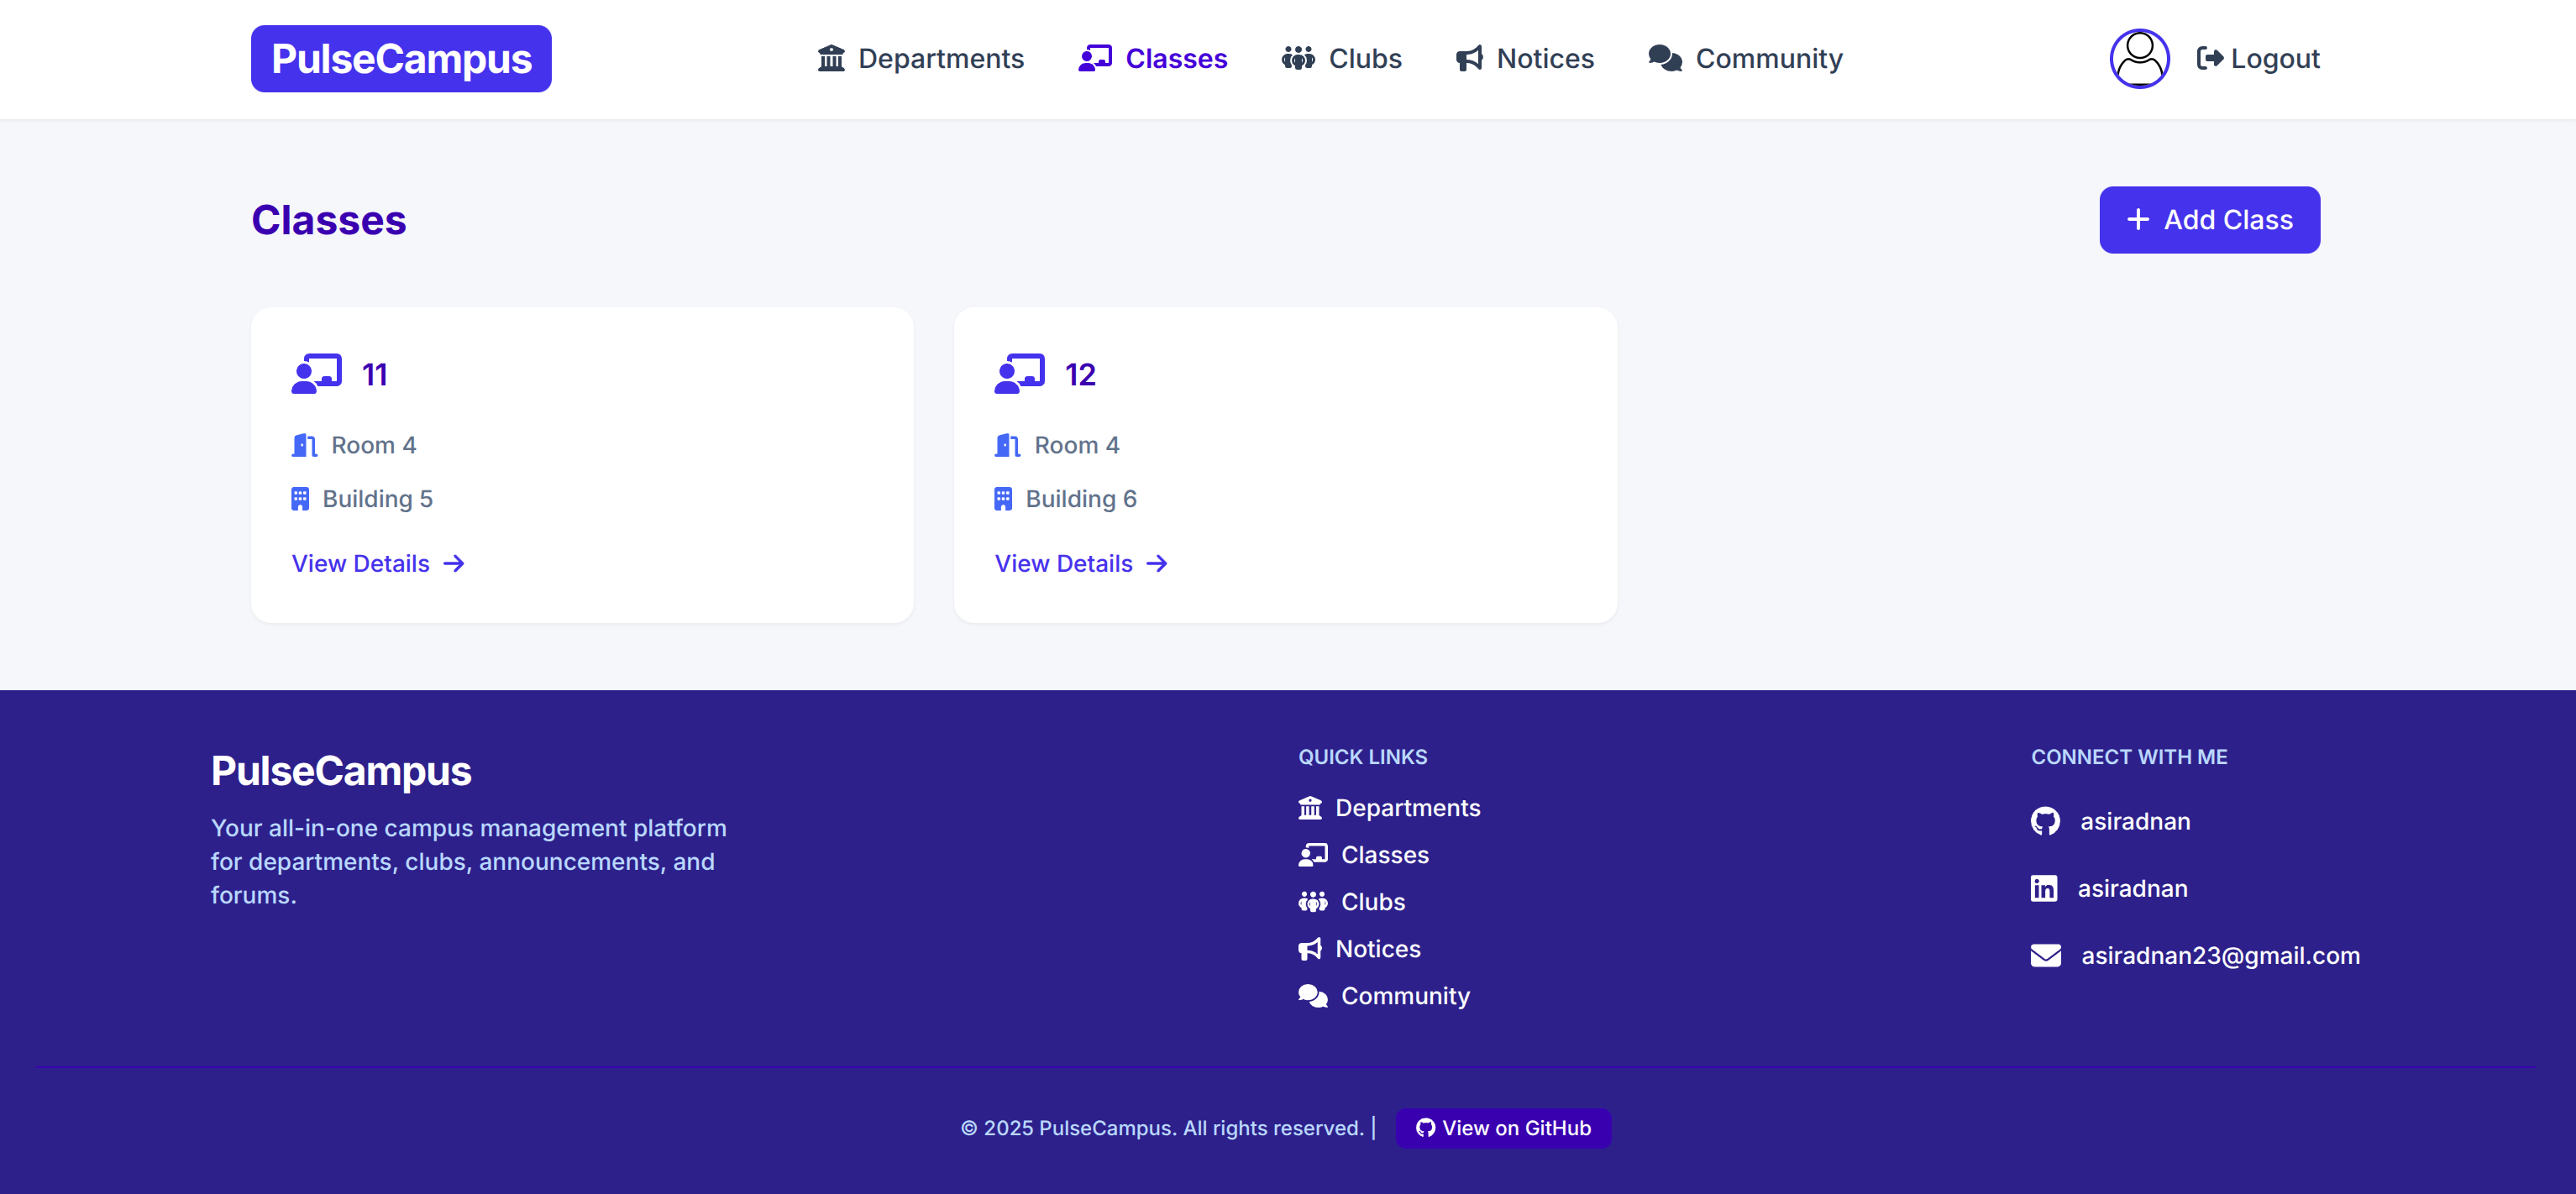 PulseCampus
Departments
Classes
Clubs
Notices
Community
Logout
Classes
+ Add Class
11
Room 4
Building 5
View Details →
12
Room 4
Building 6
View Details →
PulseCampus
Your all-in-one campus management platform
for departments, clubs, announcements, and
forums.
QUICK LINKS
Departments
Classes
Clubs
Notices
Community
CONNECT WITH ME
asiradnan
asiradnan
asiradnan23@gmail.com
© 2025 PulseCampus. All rights reserved. | View on GitHub